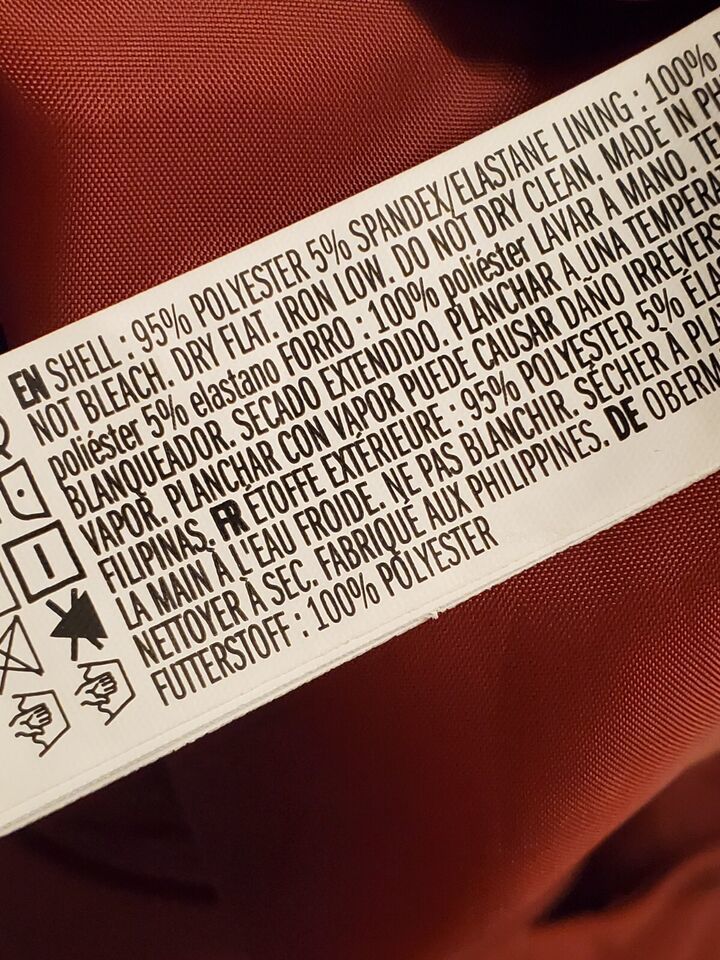 EN SHELL : 95% POLYESTER 5% SPANDEX/ELASTANE LINING : 100%
NOT BLEACH. DRY FLAT. IRON LOW. DO NOT DRY CLEAN. MADE IN
poliéster 5% elastano FORRO : 100% poliéster LAVAR A MANO.
BLANQUEADOR. SECADO EXTENDIDO. PLANCHAR A UNA
VAPOR. PLANCHAR CON VAPOR PUEDE CAUSAR DAÑO
FILIPINAS. FR ETOFFE EXTERIEURE : 95% POLYESTER 5%
LA MAIN À L'EAU FROIDE. NE PAS BLANCHIR. SÉCHER À
NETTOYER À SEC. FABRIQUÉ AUX PHILIPPINES. DE
FUTTERSTOFF : 100% POLYESTER